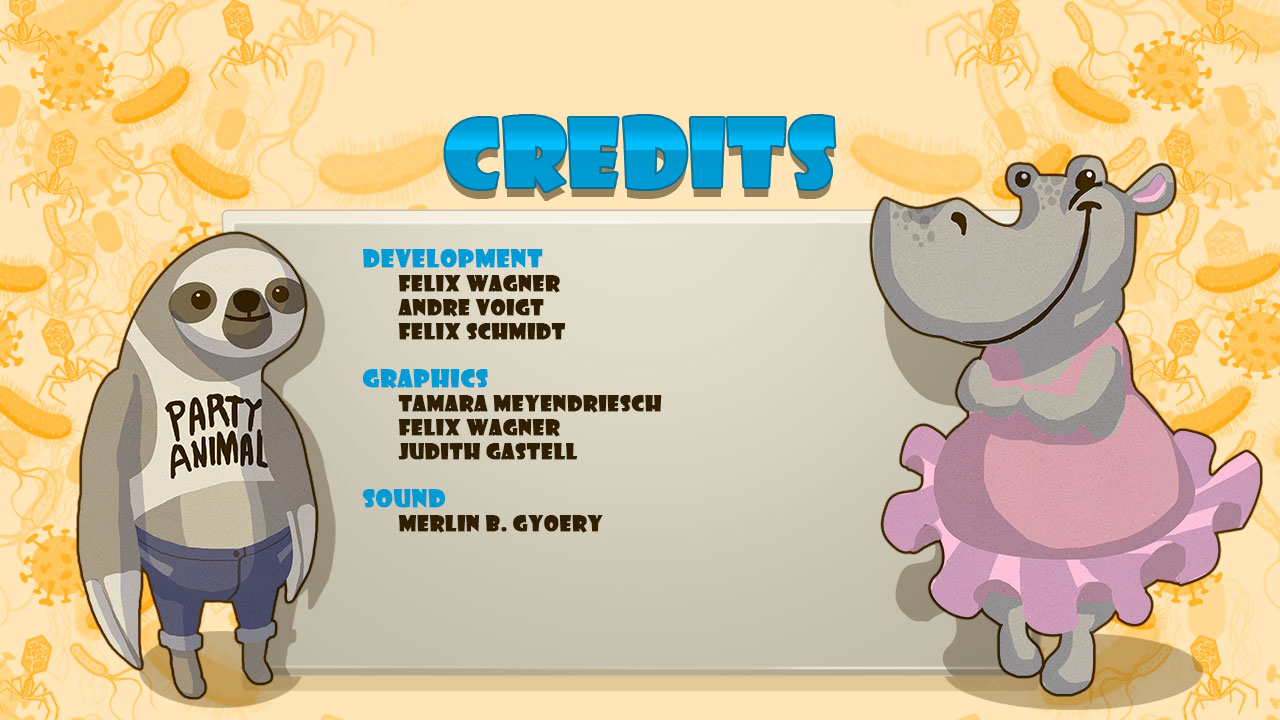 CREDITS
DEVELOPMENT
FELIX WAGNER
ANDRE VOIGT
FELIX SCHMIDT
GRAPHICS
TAMARA MEYENDRIESCH
FELIX WAGNER
JUDITH GASTELL
SOUND
MERLIN B. GYOERY
PARTY
ANIMAL